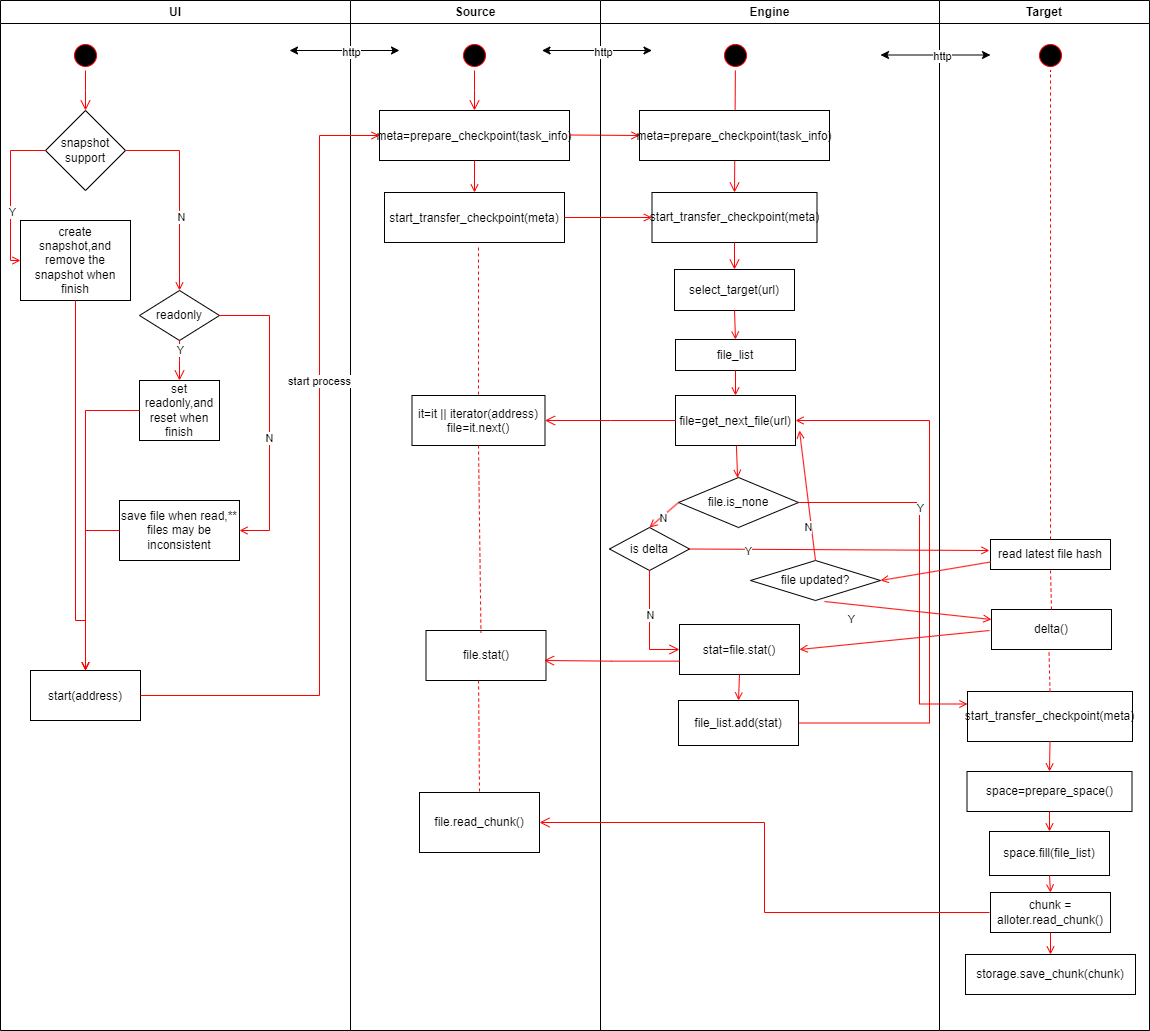 UI
Source
Engine
Target
http
http
http
snapshot
support
Y
N
create
snapshot,and
remove the
snapshot when
finish
readonly
Y
N
set
readonly,and
reset when
finish
save file when read,**
files may be
inconsistent
start(address)
start process
meta=prepare_checkpoint(task_info)
start_transfer_checkpoint(meta)
it=it || iterator(address)
file=it.next()
file.stat()
file.read_chunk()
meta=prepare_checkpoint(task_info)
start_transfer_checkpoint(meta)
select_target(url)
file_list
file=get_next_file(url)
file.is_none
N
Y
is delta
Y
N
N
file updated?
Y
stat=file.stat()
file_list.add(stat)
read latest file hash
delta()
start_transfer_checkpoint(meta)
space=prepare_space()
space.fill(file_list)
chunk =
alloter.read_chunk()
storage.save_chunk(chunk)